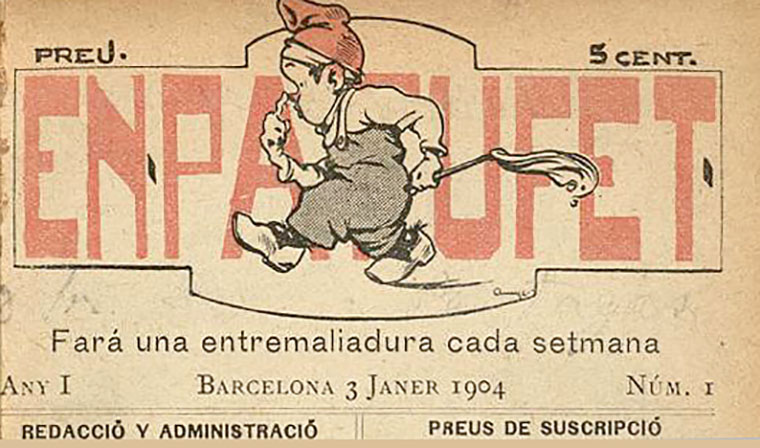 PREU. 5 CENT.
EN PATUFET
Fará una entremaliadura cada setmana
ANY I BARCELONA 3 JANER 1904 NÚM. 1
REDACCIÓ Y ADMINISTRACIÓ PREUS DE SUSCRIPCIÓ